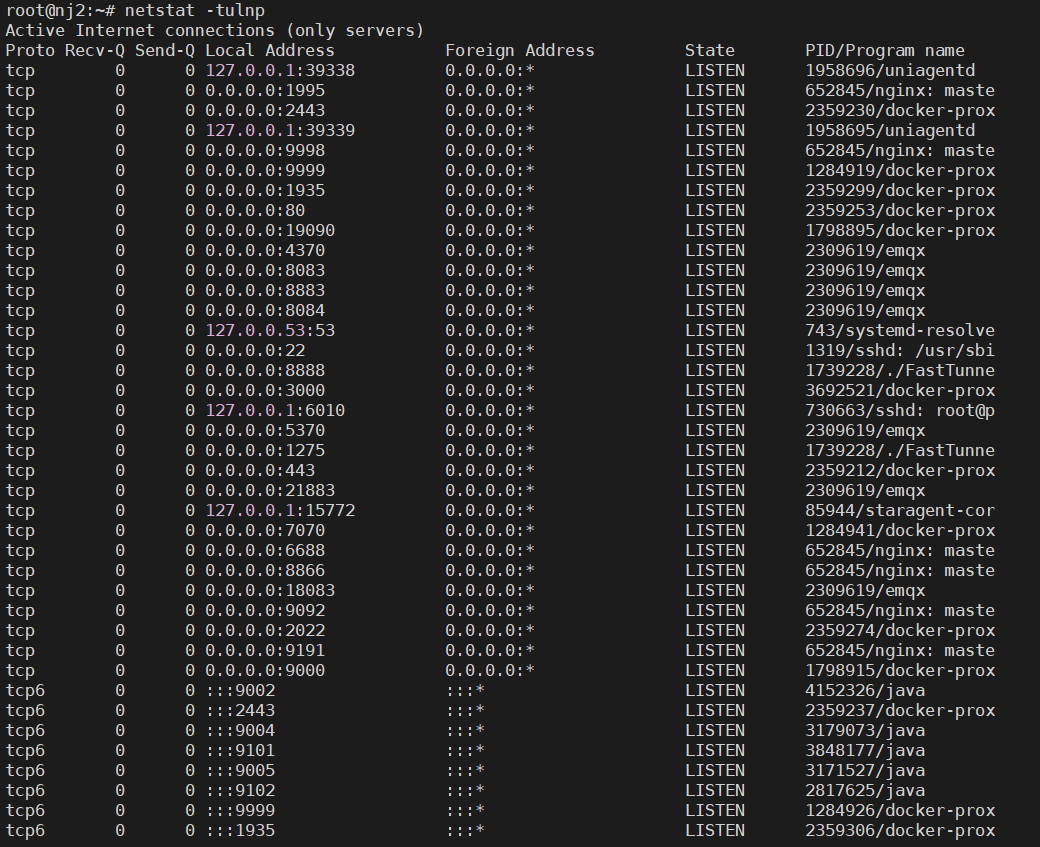 root@nj2:~# netstat -tulnp
Active Internet connections (only servers)
Proto Recv-Q Send-Q Local Address           Foreign Address         State       PID/Program name
tcp        0      0 127.0.0.1:39338         0.0.0.0:*               LISTEN      1958696/uniagentd
tcp        0      0 0.0.0.0:1995            0.0.0.0:*               LISTEN      652845/nginx: maste
tcp        0      0 0.0.0.0:2443            0.0.0.0:*               LISTEN      2359230/docker-prox
tcp        0      0 127.0.0.1:39339         0.0.0.0:*               LISTEN      1958695/uniagentd
tcp        0      0 0.0.0.0:9998            0.0.0.0:*               LISTEN      652845/nginx: maste
tcp        0      0 0.0.0.0:9999            0.0.0.0:*               LISTEN      1284919/docker-prox
tcp        0      0 0.0.0.0:1935            0.0.0.0:*               LISTEN      2359299/docker-prox
tcp        0      0 0.0.0.0:80              0.0.0.0:*               LISTEN      2359253/docker-prox
tcp        0      0 0.0.0.0:19090           0.0.0.0:*               LISTEN      1798895/docker-prox
tcp        0      0 0.0.0.0:4370            0.0.0.0:*               LISTEN      2309619/emqx
tcp        0      0 0.0.0.0:8083            0.0.0.0:*               LISTEN      2309619/emqx
tcp        0      0 0.0.0.0:8883            0.0.0.0:*               LISTEN      2309619/emqx
tcp        0      0 0.0.0.0:8084            0.0.0.0:*               LISTEN      2309619/emqx
tcp        0      0 127.0.0.53:53           0.0.0.0:*               LISTEN      743/systemd-resolve
tcp        0      0 0.0.0.0:22              0.0.0.0:*               LISTEN      1319/sshd: /usr/sbi
tcp        0      0 0.0.0.0:8888            0.0.0.0:*               LISTEN      1739228/./FastTunne
tcp        0      0 0.0.0.0:3000            0.0.0.0:*               LISTEN      3692521/docker-prox
tcp        0      0 127.0.0.1:6010          0.0.0.0:*               LISTEN      730663/sshd: root@p
tcp        0      0 0.0.0.0:5370            0.0.0.0:*               LISTEN      2309619/emqx
tcp        0      0 0.0.0.0:1275            0.0.0.0:*               LISTEN      1739228/./FastTunne
tcp        0      0 0.0.0.0:443             0.0.0.0:*               LISTEN      2359212/docker-prox
tcp        0      0 0.0.0.0:21883           0.0.0.0:*               LISTEN      2309619/emqx
tcp        0      0 127.0.0.1:15772         0.0.0.0:*               LISTEN      85944/staragent-cor
tcp        0      0 0.0.0.0:7070            0.0.0.0:*               LISTEN      1284941/docker-prox
tcp        0      0 0.0.0.0:6688            0.0.0.0:*               LISTEN      652845/nginx: maste
tcp        0      0 0.0.0.0:8866            0.0.0.0:*               LISTEN      652845/nginx: maste
tcp        0      0 0.0.0.0:18083           0.0.0.0:*               LISTEN      2309619/emqx
tcp        0      0 0.0.0.0:9092            0.0.0.0:*               LISTEN      652845/nginx: maste
tcp        0      0 0.0.0.0:2022            0.0.0.0:*               LISTEN      2359274/docker-prox
tcp        0      0 0.0.0.0:9191            0.0.0.0:*               LISTEN      652845/nginx: maste
tcp        0      0 0.0.0.0:9000            0.0.0.0:*               LISTEN      1798915/docker-prox
tcp6       0      0 :::9002                 :::*                    LISTEN      4152326/java
tcp6       0      0 :::2443                 :::*                    LISTEN      2359237/docker-prox
tcp6       0      0 :::9004                 :::*                    LISTEN      3179073/java
tcp6       0      0 :::9101                 :::*                    LISTEN      3848177/java
tcp6       0      0 :::9005                 :::*                    LISTEN      3171527/java
tcp6       0      0 :::9102                 :::*                    LISTEN      2817625/java
tcp6       0      0 :::9999                 :::*                    LISTEN      1284926/docker-prox
tcp6       0      0 :::1935                 :::*                    LISTEN      2359306/docker-prox